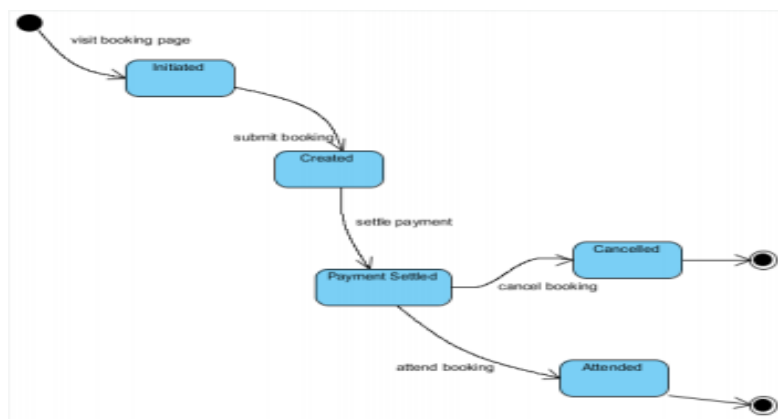 visit booking page
Initiated
submit booking
Created
settle payment
Cancelled
Payment Settled
cancel booking
attend booking
Attended